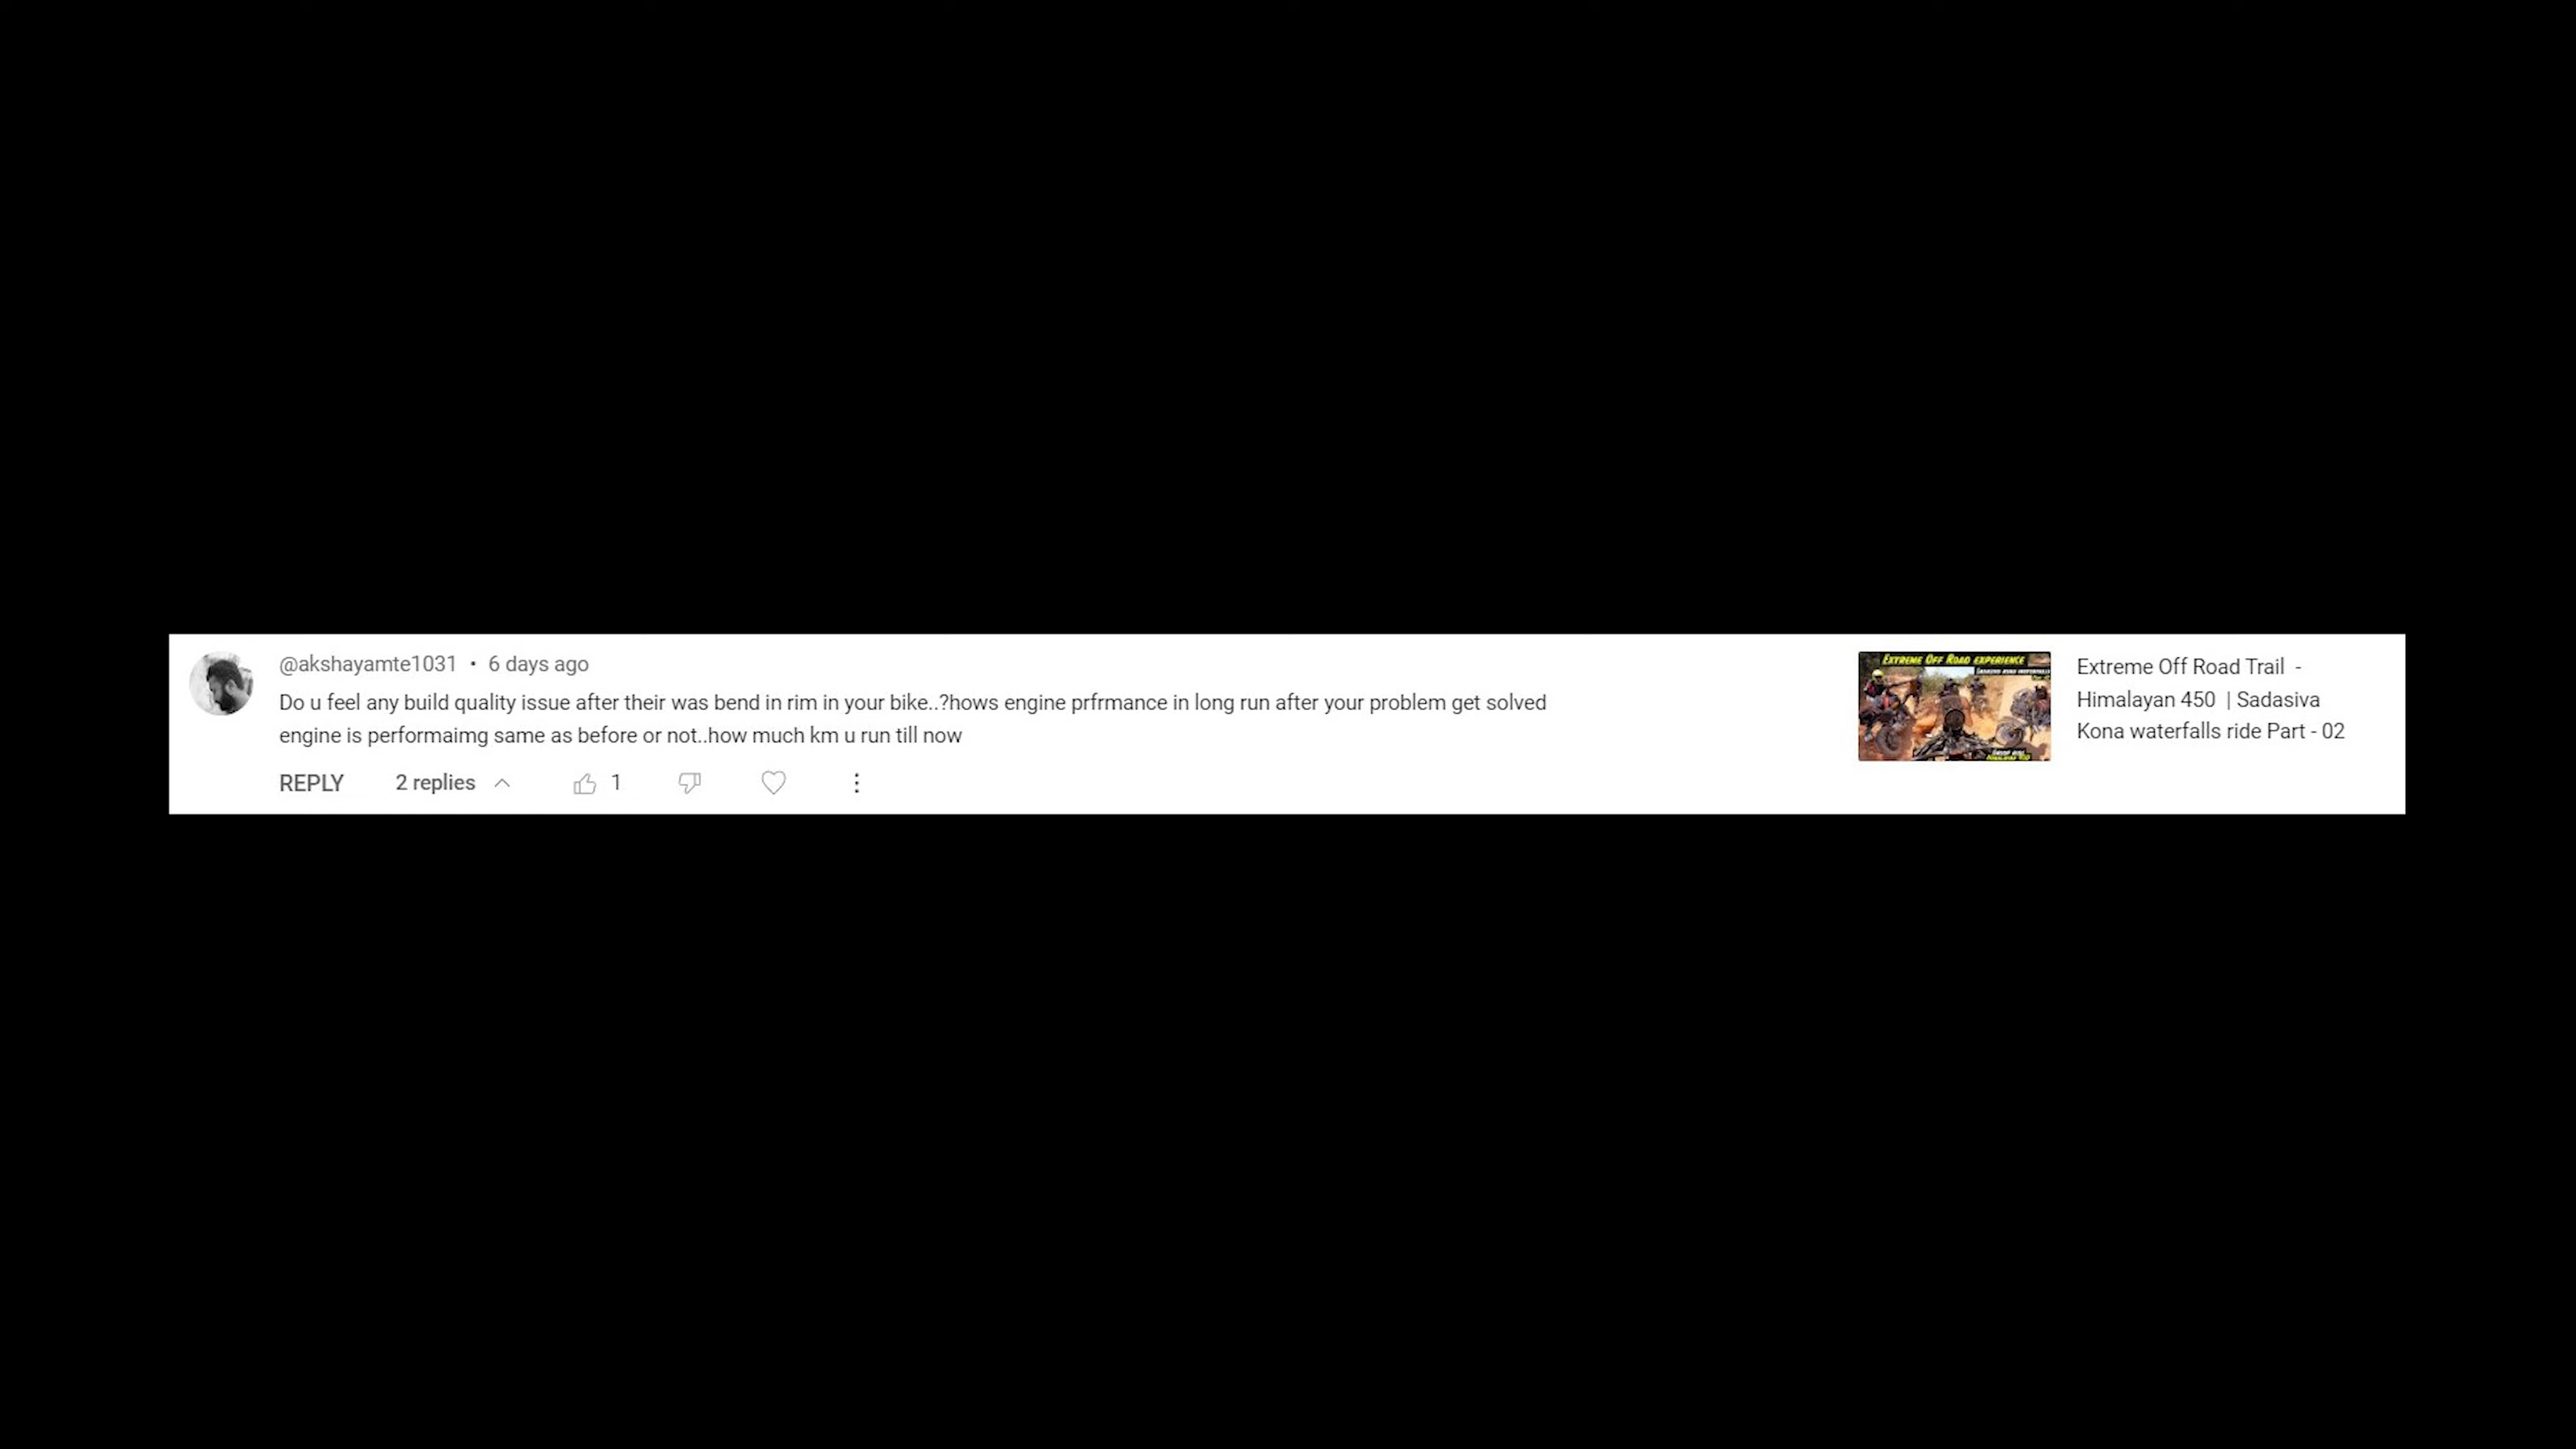 @akshayamte1031 • 6 days ago
Do u feel any build quality issue after their was bend in rim in your bike..?hows engine prfrmance in long run after your problem get solved
engine is performaimg same as before or not..how much km u run till now
REPLY 2 replies 1
EXTREME OFF ROAD EXPERIENCE
Extreme Off Road Trail -
Himalayan 450 | Sadasiva
Kona waterfalls ride Part - 02